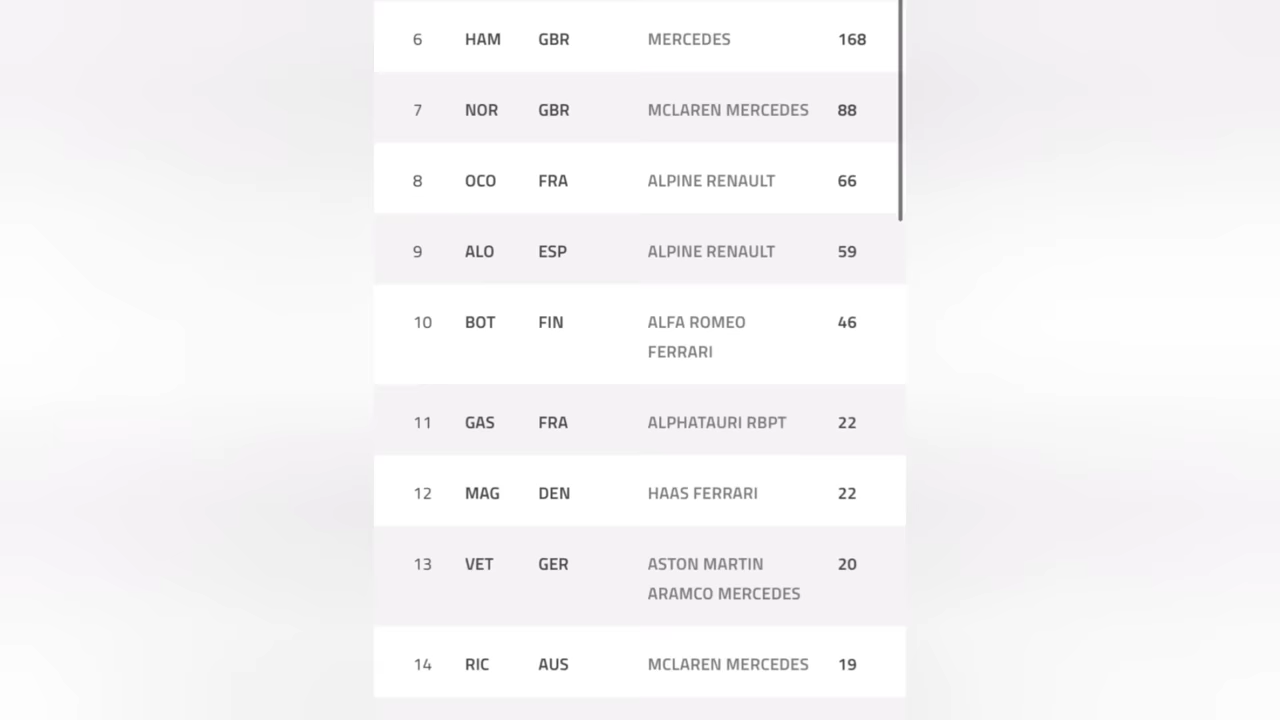 6 HAM GBR MERCEDES 168
7 NOR GBR MCLAREN MERCEDES 88
8 OCO FRA ALPINE RENAULT 66
9 ALO ESP ALPINE RENAULT 59
10 BOT FIN ALFA ROMEO 46
FERRARI
11 GAS FRA ALPHATAURI RBPT 22
12 MAG DEN HAAS FERRARI 22
13 VET GER ASTON MARTIN 20
ARAMCO MERCEDES
14 RIC AUS MCLAREN MERCEDES 19